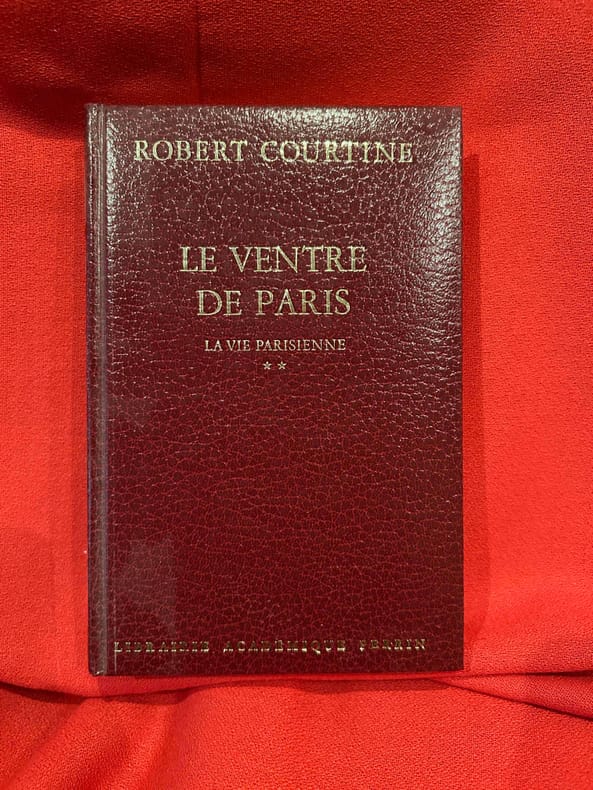 ROBERT COURTINE
LE VENTRE
DE PARIS
LA VIE PARISIENNE
★ ★
LIBRAIRIE ACADÉMIQUE PERRIN